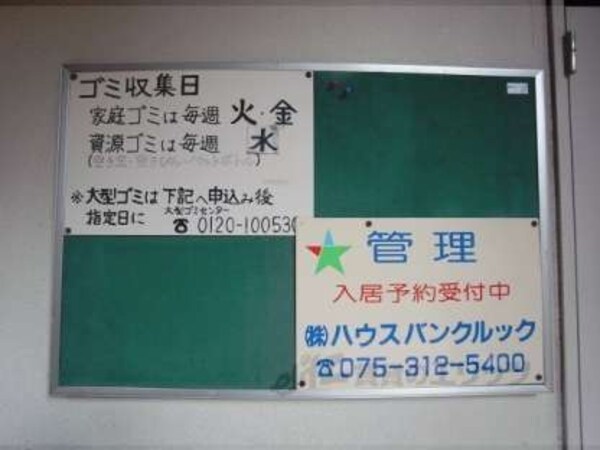 ゴミ収集日
家庭ゴミは毎週 火・金
資源ゴミは毎週 水
※大型ゴミは下記へ申込み後
指定日に 大型ゴミセンター
☎ 0120-100530
管理
入居予約受付中
(株)ハウスバンクルック
☎075-312-5400